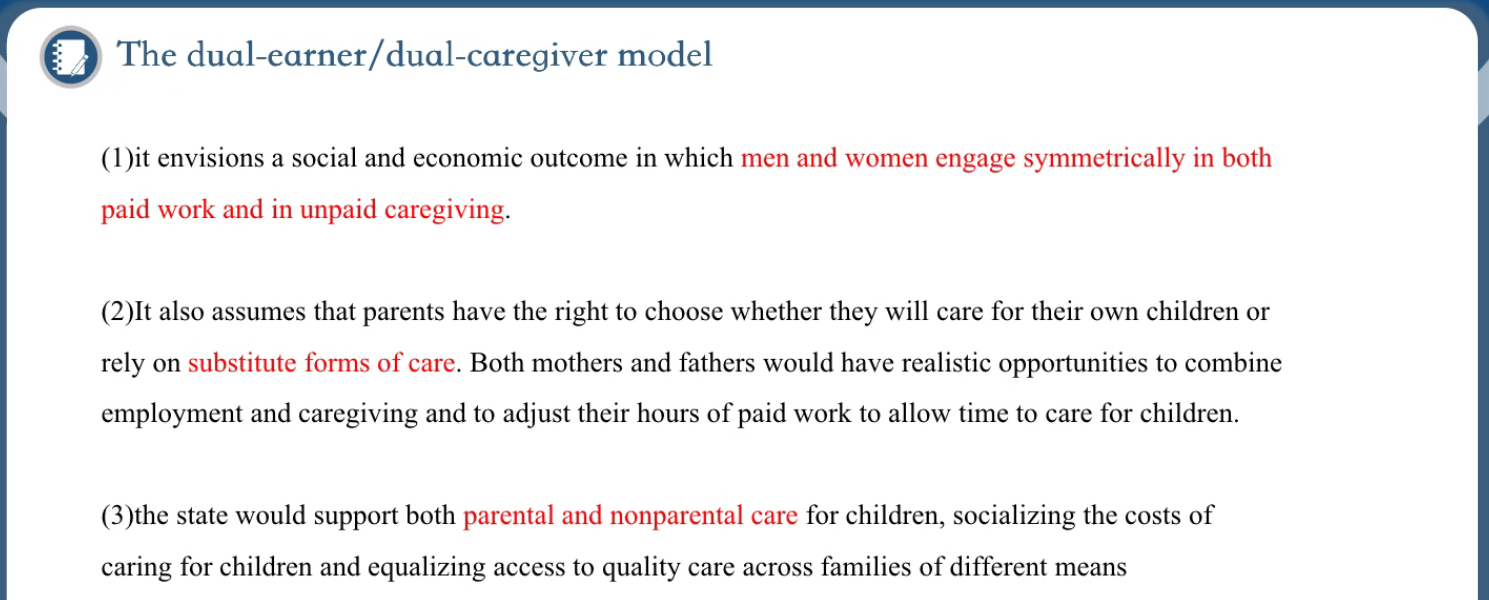 The dual-earner/dual-caregiver model
(1)it envisions a social and economic outcome in which men and women engage symmetrically in both
paid work and in unpaid caregiving.
(2)It also assumes that parents have the right to choose whether they will care for their own children or
rely on substitute forms of care. Both mothers and fathers would have realistic opportunities to combine
employment and caregiving and to adjust their hours of paid work to allow time to care for children.
(3)the state would support both parental and nonparental care for children, socializing the costs of
caring for children and equalizing access to quality care across families of different means